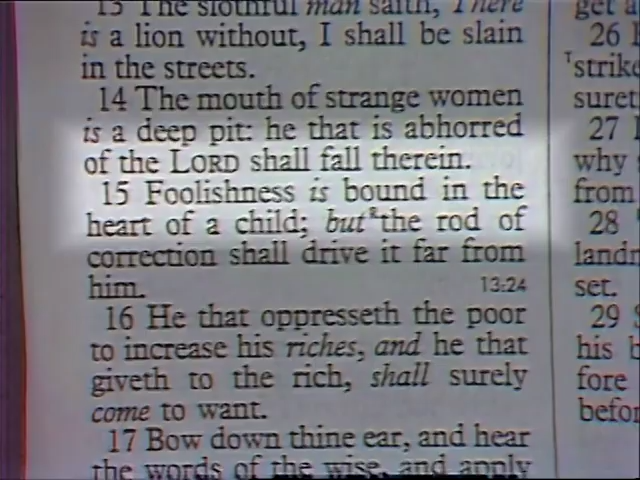 13 The slothful man saith, There
is a lion without, I shall be slain
in the streets.
14 The mouth of strange women
is a deep pit: he that is abhorred
of the LORD shall fall therein.
15 Foolishness is bound in the
heart of a child; but the rod of
correction shall drive it far from
him. 13:24
16 He that oppresseth the poor
to increase his riches, and he that
giveth to the rich, shall surely
come to want.
17 Bow down thine ear, and hear
the words of the wise, and apply
get
26
strike
suret
27
why
from
28
landr
set.
29
his
fore
befor